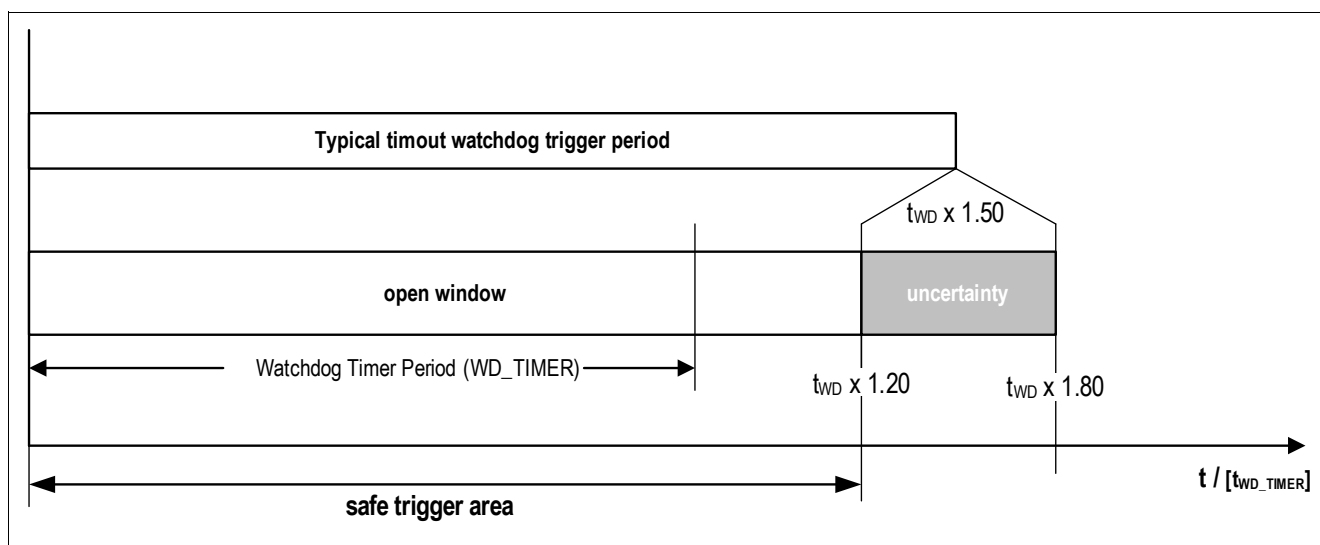 Typical timout watchdog trigger period
tWD x 1.50
open window
uncertainty
Watchdog Timer Period (WD_TIMER)
tWD x 1.20
tWD x 1.80
t / [tWD_TIMER]
safe trigger area